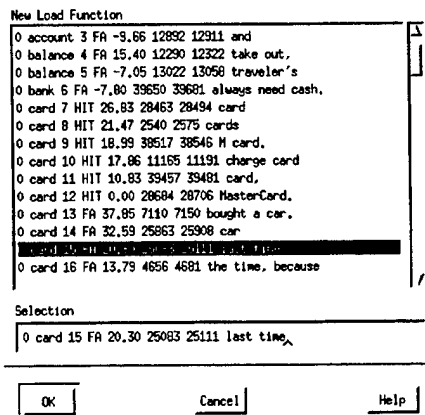 New Load Function
0 account 3 FA -9.66 12892 12911 and
0 balance 4 FA 15.40 12290 12322 take out,
0 balance 5 FA -7.05 13022 13058 traveler's
0 bank 6 FA -7.80 39650 39681 always need cash,
0 card 7 HIT 26.83 28463 28494 card
0 card 8 HIT 21.47 2540 2575 cards
0 card 9 HIT 18.99 38517 38546 M card.
0 card 10 HIT 17.86 11165 11191 charge card
0 card 11 HIT 10.83 39457 39481 card,
0 card 12 HIT 0.00 28684 28706 MasterCard.
0 card 13 FA 37.85 7110 7150 bought a car.
0 card 14 FA 32.59 25863 25908 car
0 card 16 FA 13.79 4656 4681 the time, because
Selection
0 card 15 FA 20.30 25083 25111 last time
OK Cancel Help